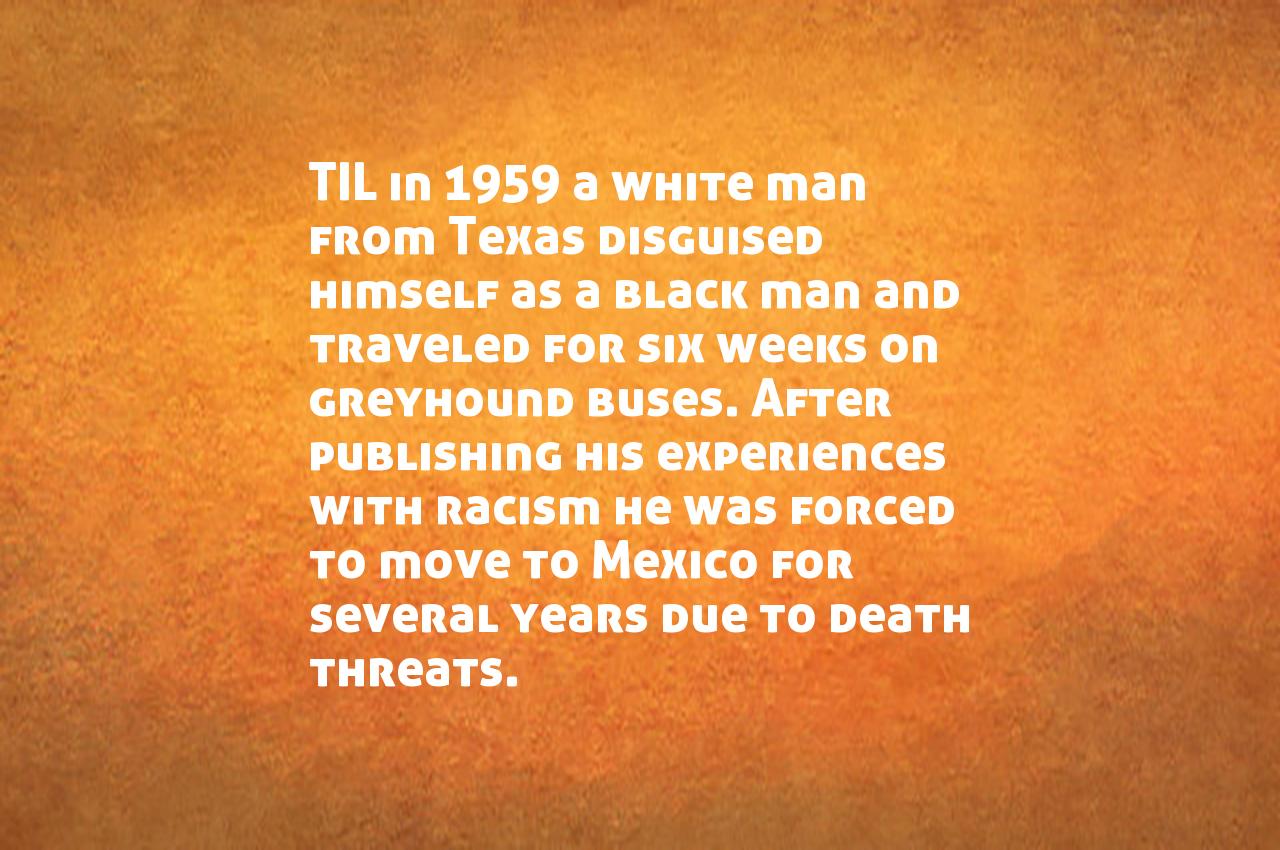 TIL in 1959 a white man
from Texas disguised
himself as a black man and
traveled for six weeks on
greyhound buses. After
publishing his experiences
with racism he was forced
to move to Mexico for
several years due to death
threats.